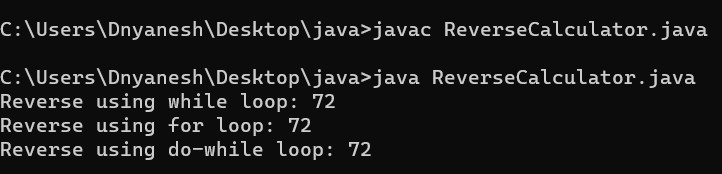 C:\Users\Dnyanesh\Desktop\java>javac ReverseCalculator.java
C:\Users\Dnyanesh\Desktop\java>java ReverseCalculator.java
Reverse using while loop: 72
Reverse using for loop: 72
Reverse using do-while loop: 72